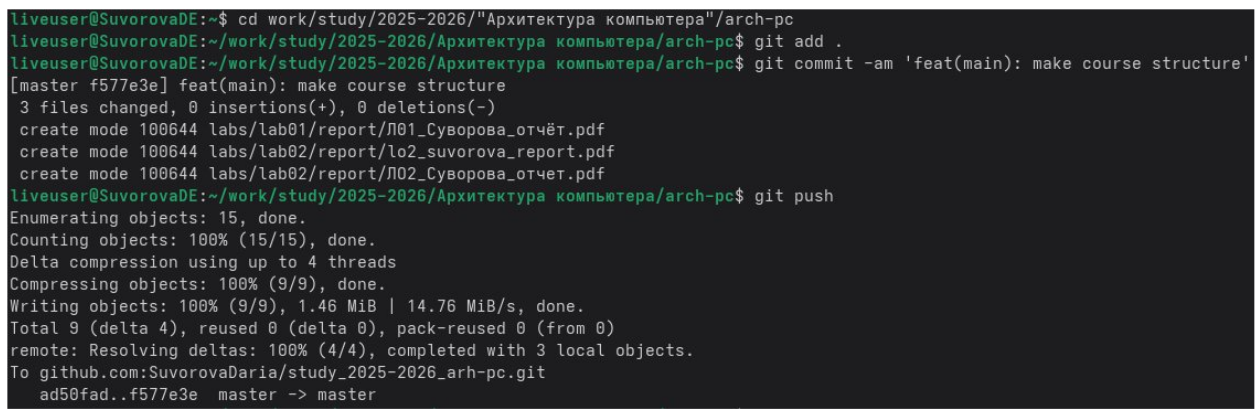 liveuser@SuvorovaDE:~$ cd work/study/2025-2026/"Архитектура компьютера"/arch-pc
liveuser@SuvorovaDE:~/work/study/2025-2026/Архитектура компьютера/arch-pc$ git add .
liveuser@SuvorovaDE:~/work/study/2025-2026/Архитектура компьютера/arch-pc$ git commit -am 'feat(main): make course structure'
[master f577e3e] feat(main): make course structure
 3 files changed, 0 insertions(+), 0 deletions(-)
 create mode 100644 labs/lab01/report/Л01_Суворова_отчёт.pdf
 create mode 100644 labs/lab02/report/lo2_suvorova_report.pdf
 create mode 100644 labs/lab02/report/ЛО2_Суворова_отчет.pdf
liveuser@SuvorovaDE:~/work/study/2025-2026/Архитектура компьютера/arch-pc$ git push
Enumerating objects: 15, done.
Counting objects: 100% (15/15), done.
Delta compression using up to 4 threads
Compressing objects: 100% (9/9), done.
Writing objects: 100% (9/9), 1.46 MiB | 14.76 MiB/s, done.
Total 9 (delta 4), reused 0 (delta 0), pack-reused 0 (from 0)
remote: Resolving deltas: 100% (4/4), completed with 3 local objects.
To github.com:SuvorovaDaria/study_2025-2026_arh-pc.git
   ad50fad..f577e3e  master -> master